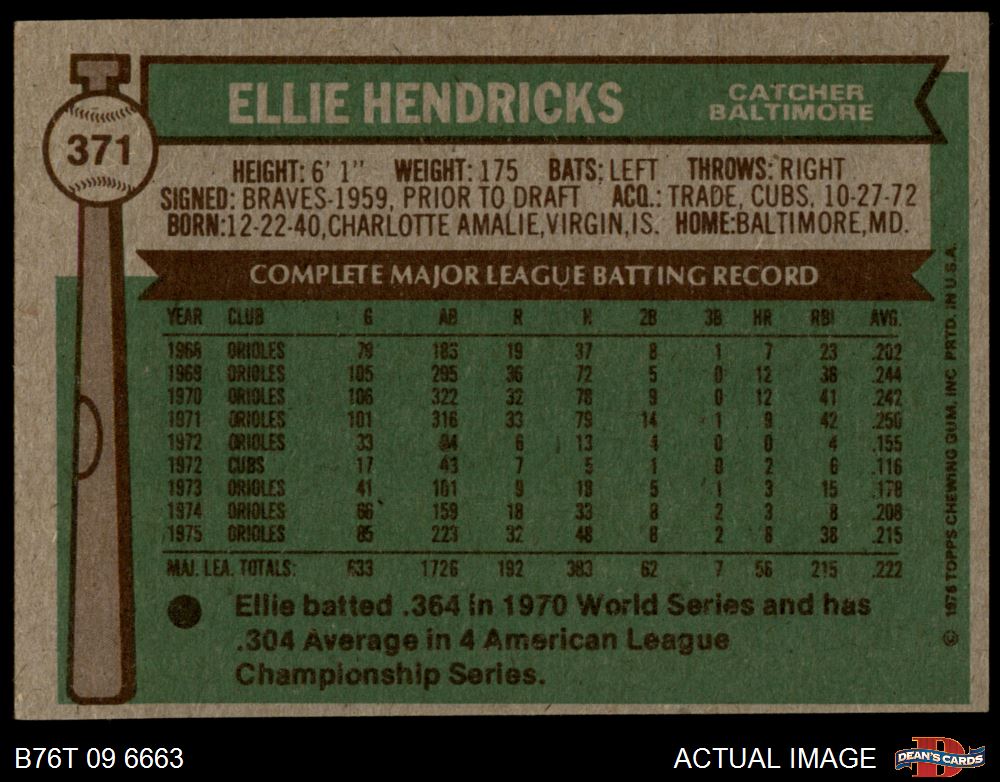 371
ELLIE HENDRICKS
CATCHER
BALTIMORE
HEIGHT: 6' 1" WEIGHT: 175 BATS: LEFT THROWS: RIGHT
SIGNED: BRAVES-1959, PRIOR TO DRAFT ACQ.: TRADE, CUBS, 10-27-72
BORN:12-22-40,CHARLOTTE AMALIE,VIRGIN,IS. HOME:BALTIMORE,MD.
COMPLETE MAJOR LEAGUE BATTING RECORD
YEAR CLUB G AB R H 2B 3B HR RBI AVG.
1968 ORIOLES 79 183 19 37 8 1 7 23 .202
1969 ORIOLES 105 295 36 72 5 0 12 38 .244
1970 ORIOLES 106 322 32 78 9 0 12 41 .242
1971 ORIOLES 101 316 33 79 14 1 9 42 .250
1972 ORIOLES 33 84 6 13 4 0 0 4 .155
1972 CUBS 17 43 7 5 1 0 2 6 .116
1973 ORIOLES 41 101 9 18 5 1 3 15 .178
1974 ORIOLES 66 159 18 33 8 2 3 8 .208
1975 ORIOLES 85 223 32 48 8 2 8 38 .215
MAJ. LEA. TOTALS: 633 1726 192 383 62 7 56 215 .222
Ellie batted .364 in 1970 World Series and has
.304 Average in 4 American League
Championship Series.
© 1976 TOPPS CHEWING GUM, INC PRTD. IN U.S.A.
B76T 09 6663
ACTUAL IMAGE
D
DEAN'S CARDS